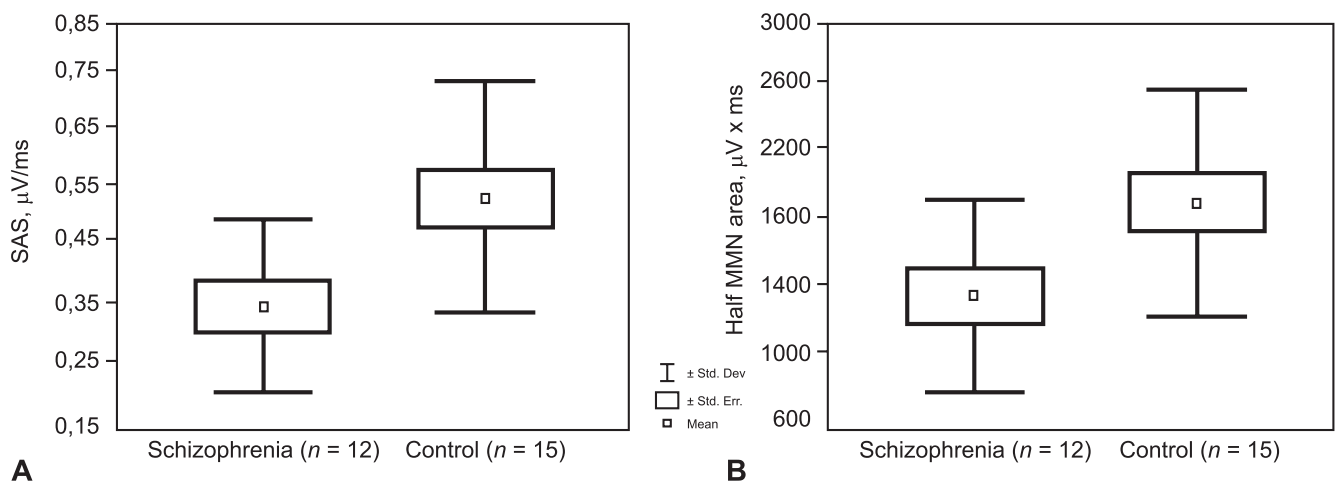 0,85
0,75
0,65
0,55
0,45
0,35
0,25
0,15
SAS, μV/ms
Schizophrenia (n = 12) Control (n = 15)
A
± Std. Dev
± Std. Err.
Mean
3000
2600
2200
1600
1400
1000
600
Half MMN area, μV x ms
Schizophrenia (n = 12) Control (n = 15)
B